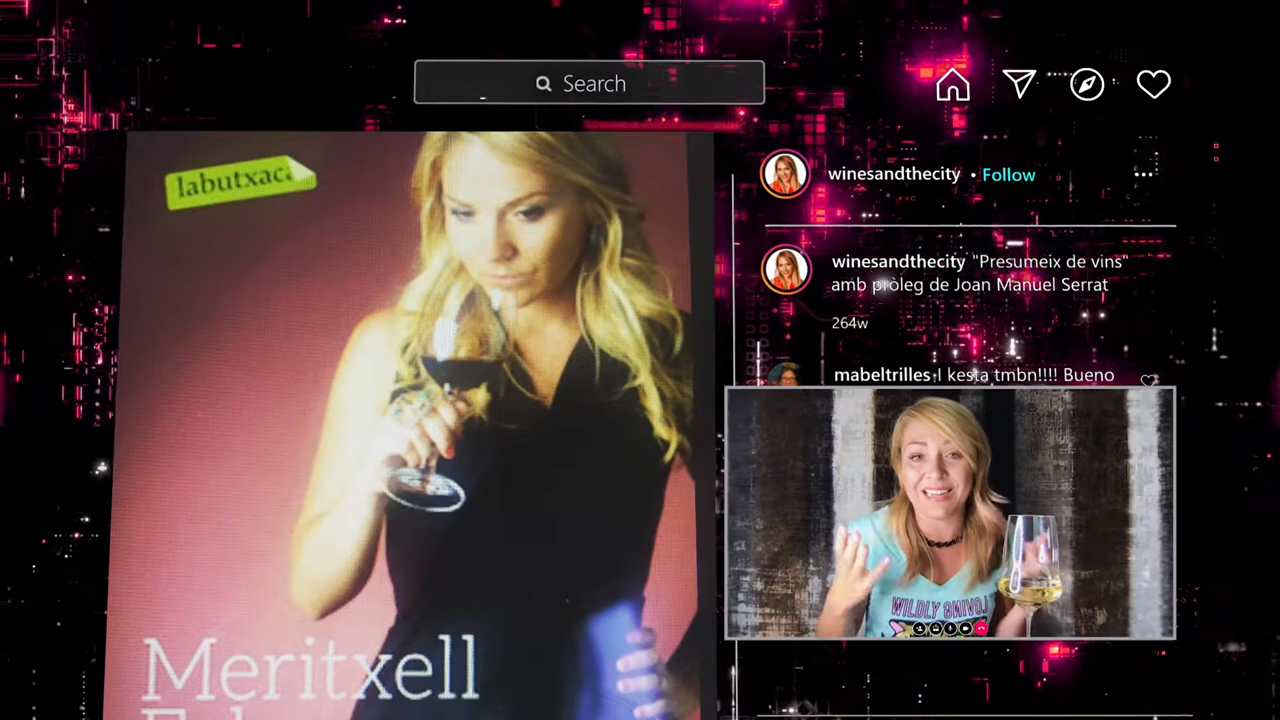 Search
labutxaca
winesandthecity • Follow
winesandthecity "Presumeix de vins"
amb pròleg de Joan Manuel Serrat
264w
mabeltrilles I kesta tmbn!!!! Bueno
WILDLY LOVING
Meritxell